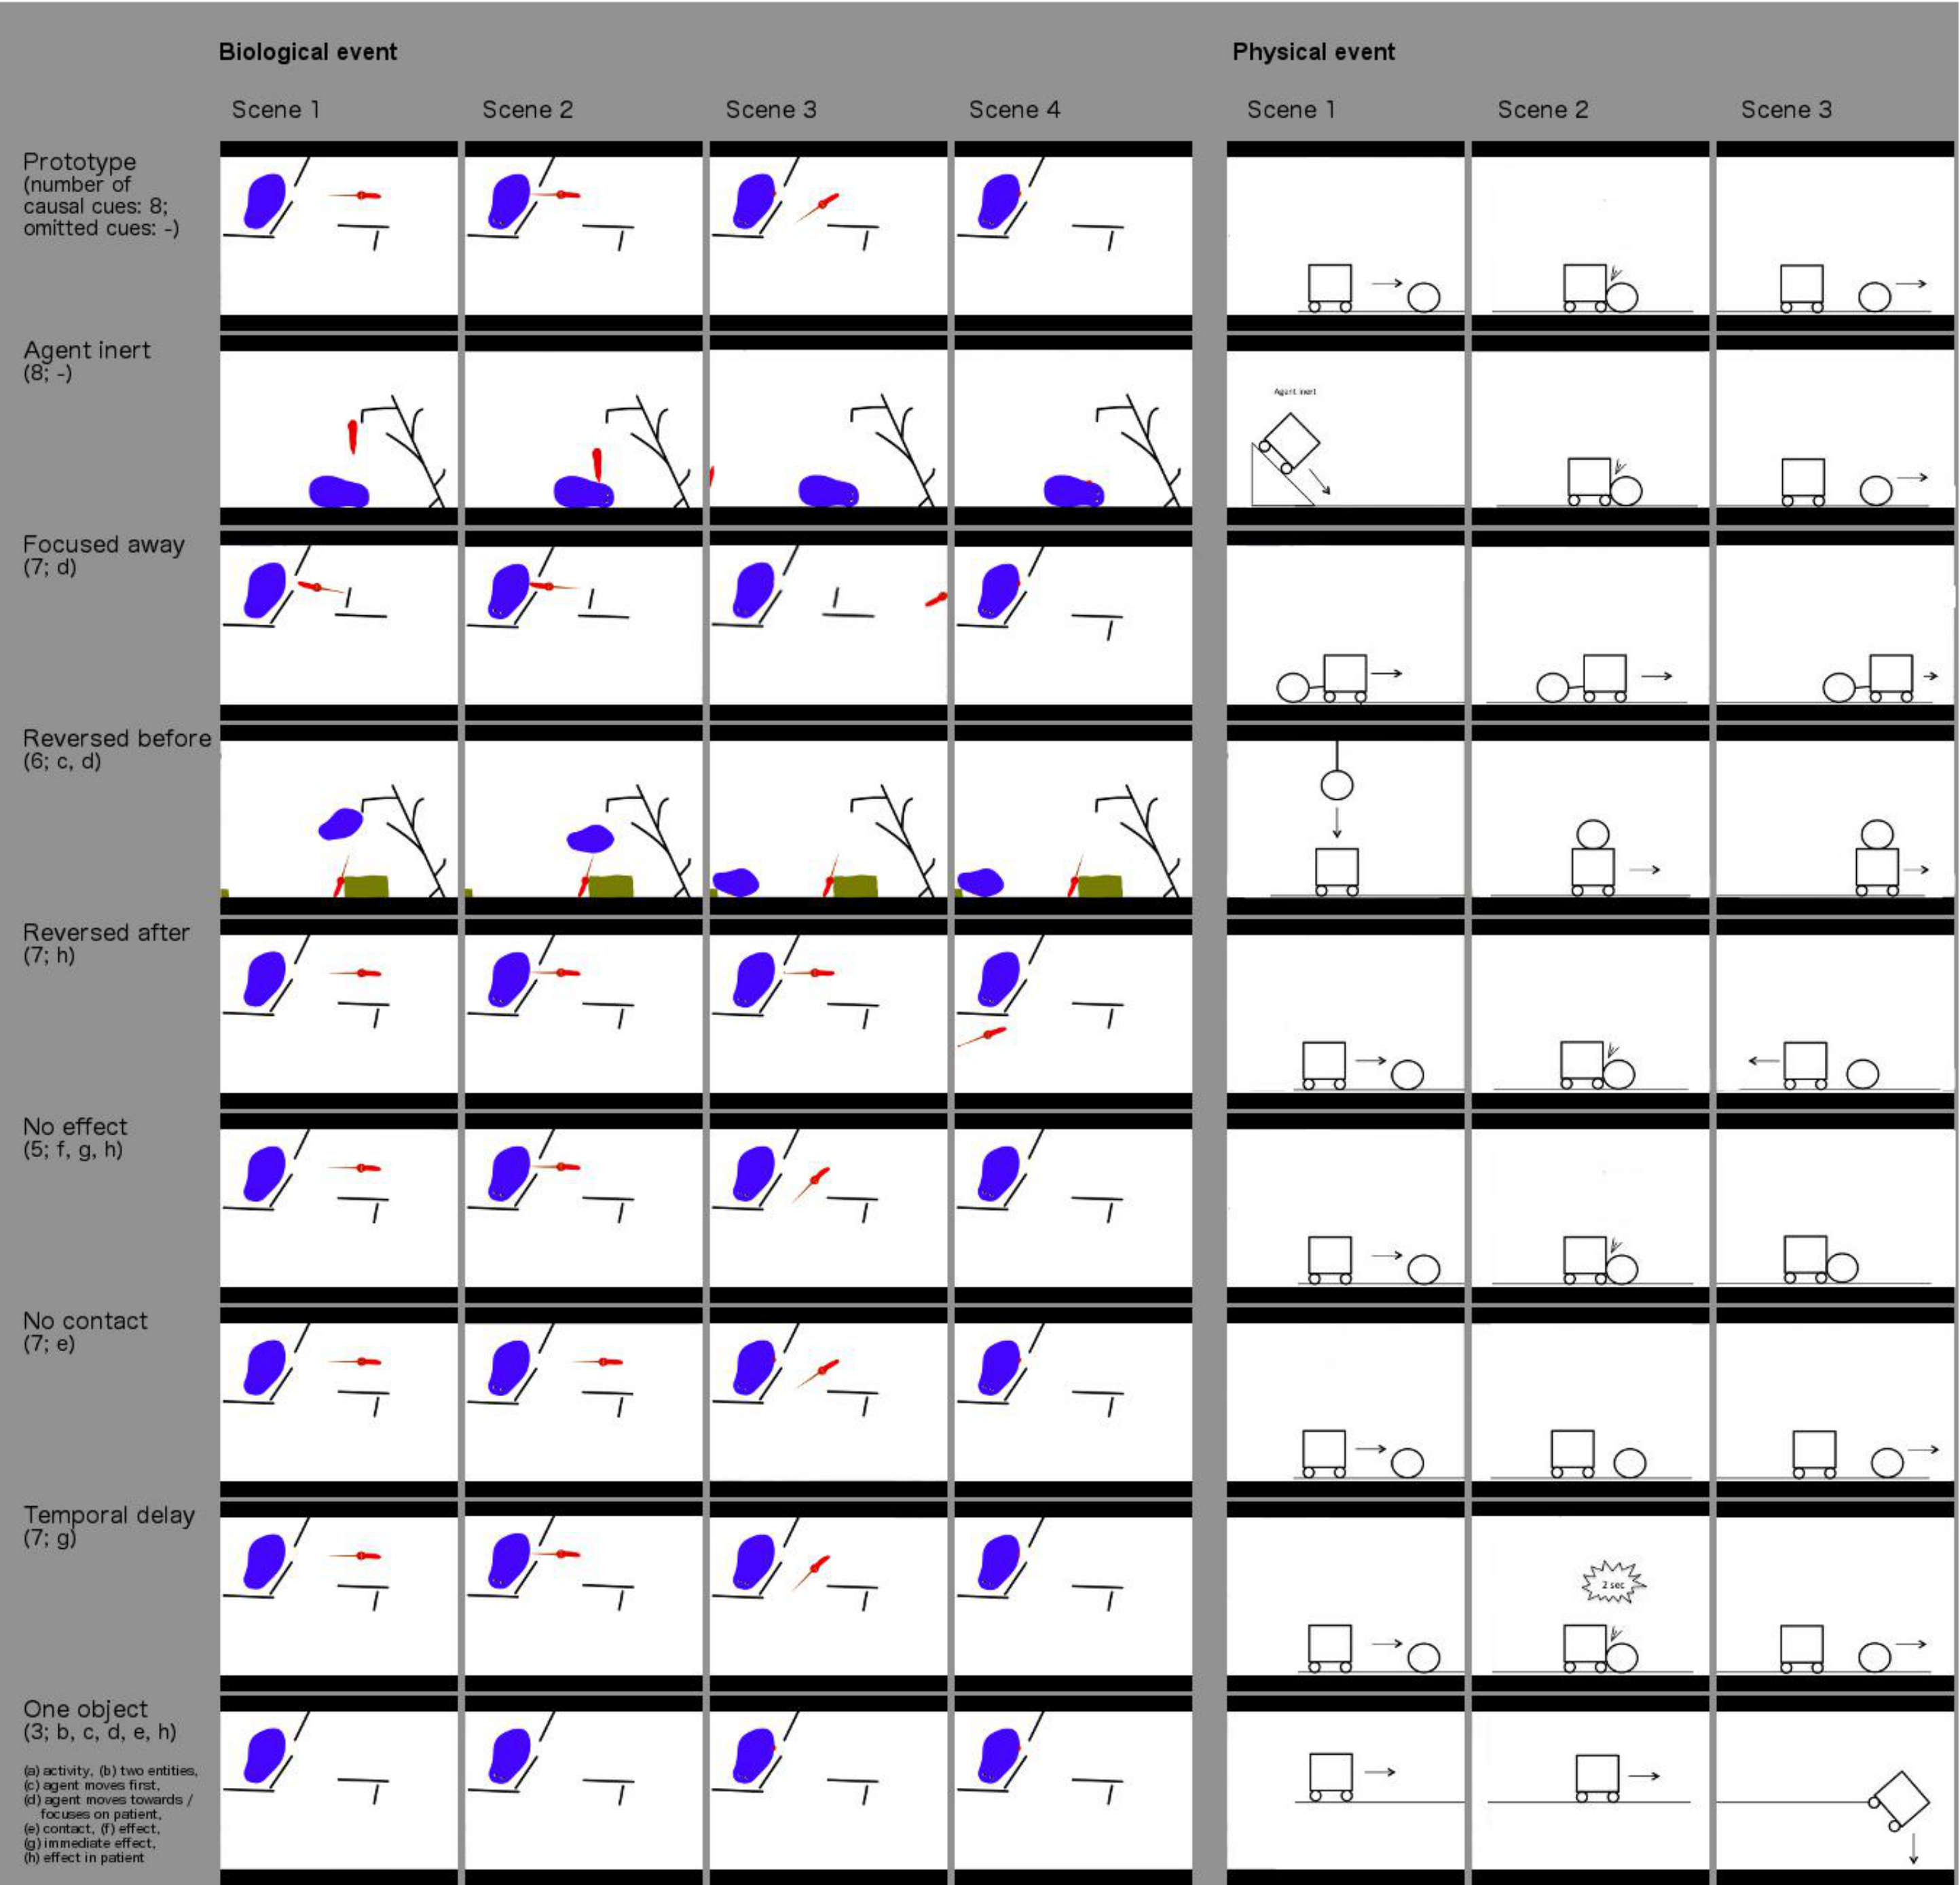 Biological event
Physical event
Scene 1
Scene 2
Scene 3
Scene 4
Scene 1
Scene 2
Scene 3
Prototype
(number of
causal cues: 8;
omitted cues: -)
Agent inert
(8; -)
Agent inert
Focused away
(7; d)
Reversed before
(6; c, d)
Reversed after
(7; h)
No effect
(5; f, g, h)
No contact
(7; e)
Temporal delay
(7; g)
2 sec
One object
(3; b, c, d, e, h)
(a) activity, (b) two entities,
(c) agent moves first,
(d) agent moves towards /
focuses on patient,
(e) contact, (f) effect,
(g) immediate effect,
(h) effect in patient